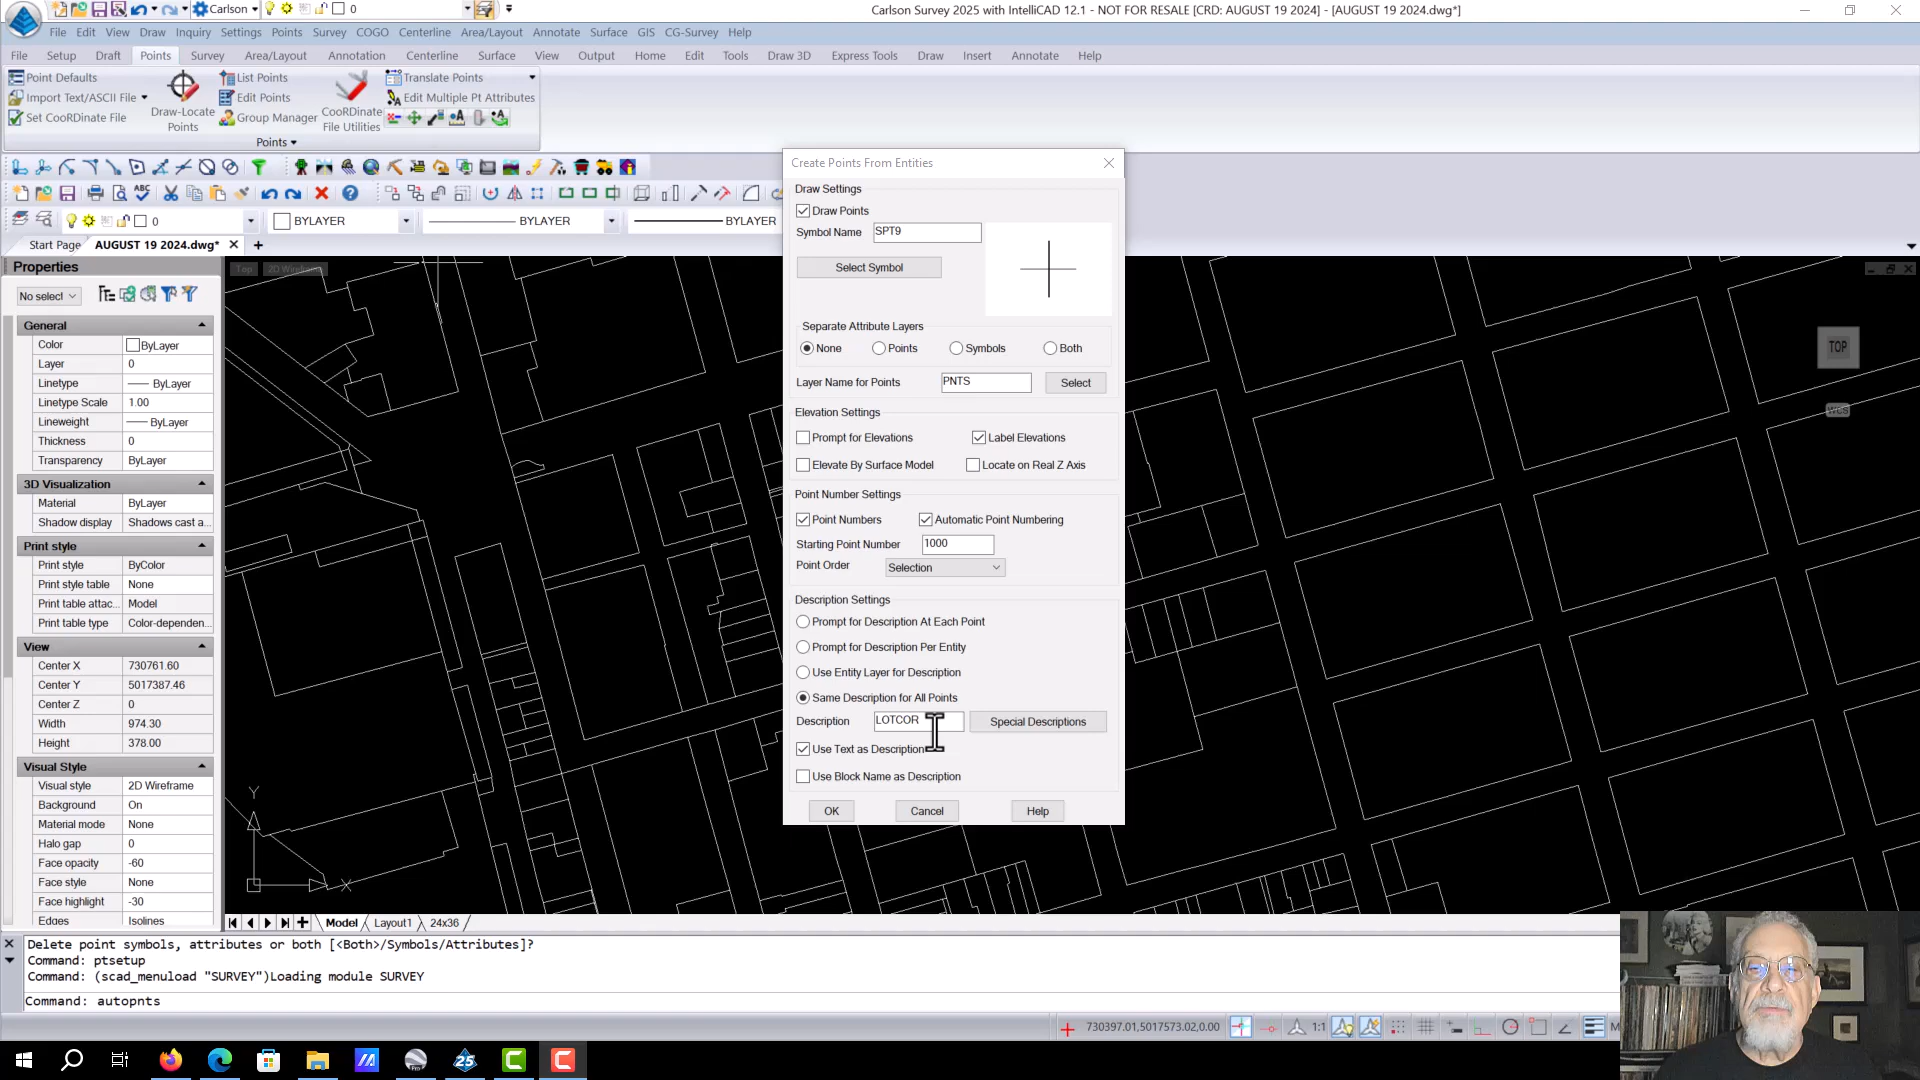 Carlson
0
Carlson Survey 2025 with IntelliCAD 12.1 - NOT FOR RESALE [CRD: AUGUST 19 2024] - [AUGUST 19 2024.dwg*]
File Edit View Draw Inquiry Settings Points Survey COGO Centerline Area/Layout Annotate Surface GIS CG-Survey Help
File Setup Draft Points Survey Area/Layout Annotation Centerline Surface View Output Home Edit Tools Draw 3D Express Tools Draw Insert Annotate Help
Point Defaults
Import Text/ASCII File
Set CooRDinate File
Draw-Locate
Points
List Points
Edit Points
Group Manager
CooRDinate
File Utilities
Translate Points
Edit Multiple Pt Attributes
Points
0
BYLAYER
BYLAYER
BYLAYER
Start Page
AUGUST 19 2024.dwg*
Properties
Top
2D Wireframe
No select
General
Color ByLayer
Layer 0
Linetype ByLayer
Linetype Scale 1.00
Lineweight ByLayer
Thickness 0
Transparency ByLayer
3D Visualization
Material ByLayer
Shadow display Shadows cast a...
Print style
Print style ByColor
Print style table None
Print table attac... Model
Print table type Color-dependen...
View
Center X 730761.60
Center Y 5017387.46
Center Z 0
Width 974.30
Height 378.00
Visual Style
Visual style 2D Wireframe
Background On
Material mode None
Halo gap 0
Face opacity -60
Face style None
Face highlight -30
Edges Isolines
Create Points From Entities
Draw Settings
Draw Points
Symbol Name SPT9
Select Symbol
Separate Attribute Layers
None Points Symbols Both
Layer Name for Points PNTS Select
Elevation Settings
Prompt for Elevations Label Elevations
Elevate By Surface Model Locate on Real Z Axis
Point Number Settings
Point Numbers Automatic Point Numbering
Starting Point Number 1000
Point Order Selection
Description Settings
Prompt for Description At Each Point
Prompt for Description Per Entity
Use Entity Layer for Description
Same Description for All Points
Description LOTCOR Special Descriptions
Use Text as Description
Use Block Name as Description
OK Cancel Help
TOP
WCS
Y
X
Model Layout1 24x36
Delete point symbols, attributes or both [<Both>/Symbols/Attributes]?
Command: ptsetup
Command: (scad_menuload "SURVEY")Loading module SURVEY
Command: autopnts
730397.01,5017573.02,0.00
1:1
25